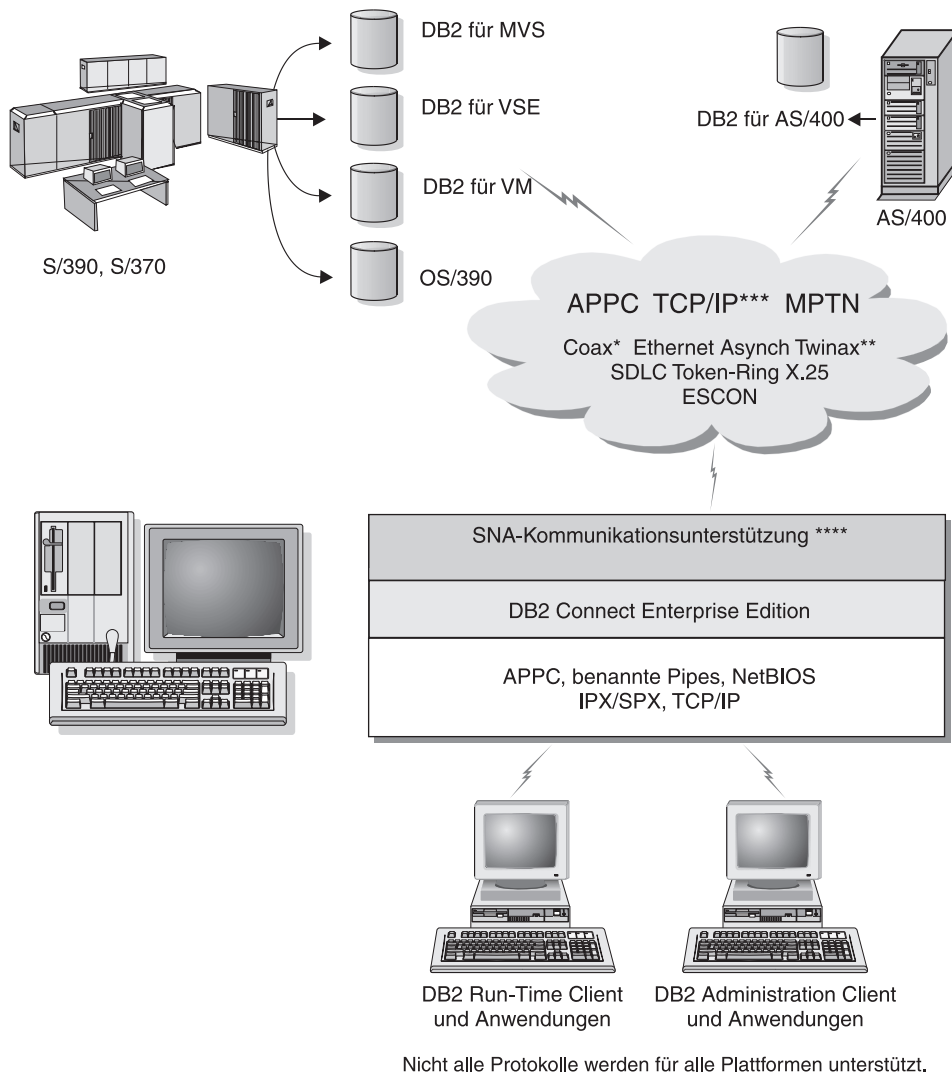 DB2 für MVS
DB2 für VSE
DB2 für VM
OS/390
S/390, S/370
DB2 für AS/400
AS/400
APPC TCP/IP*** MPTN
Coax* Ethernet Asynch Twinax**
SDLC Token-Ring X.25
ESCON
SNA-Kommunikationsunterstützung ****
DB2 Connect Enterprise Edition
APPC, benannte Pipes, NetBIOS
IPX/SPX, TCP/IP
DB2 Run-Time Client
und Anwendungen
DB2 Administration Client
und Anwendungen
Nicht alle Protokolle werden für alle Plattformen unterstützt.